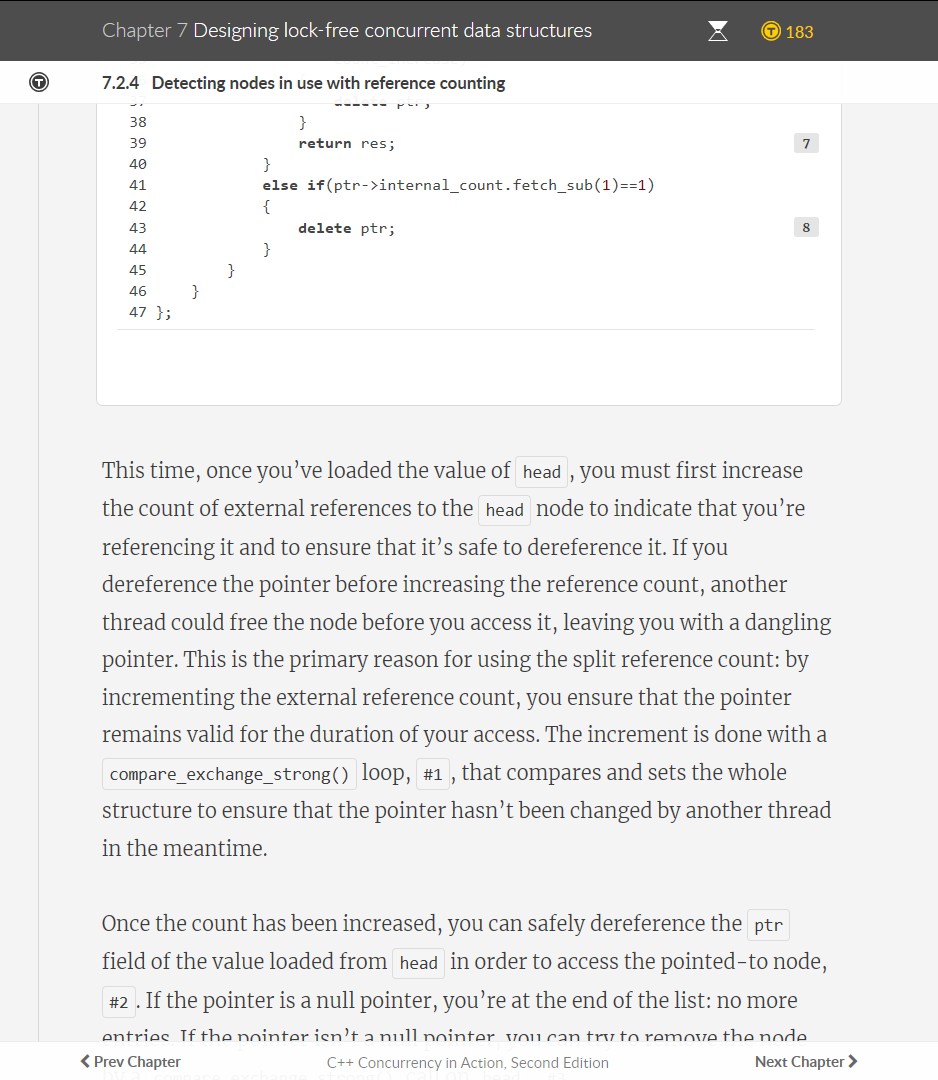 Chapter 7 Designing lock-free concurrent data structures
183
7.2.4 Detecting nodes in use with reference counting
38 }
39 return res; 7
40 }
41 else if(ptr->internal_count.fetch_sub(1)==1)
42 {
43 delete ptr; 8
44 }
45 }
46 }
47 };
This time, once you’ve loaded the value of head , you must first increase
the count of external references to the head node to indicate that you’re
referencing it and to ensure that it’s safe to dereference it. If you
dereference the pointer before increasing the reference count, another
thread could free the node before you access it, leaving you with a dangling
pointer. This is the primary reason for using the split reference count: by
incrementing the external reference count, you ensure that the pointer
remains valid for the duration of your access. The increment is done with a
compare_exchange_strong() loop, #1 , that compares and sets the whole
structure to ensure that the pointer hasn’t been changed by another thread
in the meantime.
Once the count has been increased, you can safely dereference the ptr
field of the value loaded from head in order to access the pointed-to node,
#2 . If the pointer is a null pointer, you’re at the end of the list: no more
entries. If the pointer isn’t a null pointer, you can try to remove the node
Prev Chapter C++ Concurrency in Action, Second Edition Next Chapter